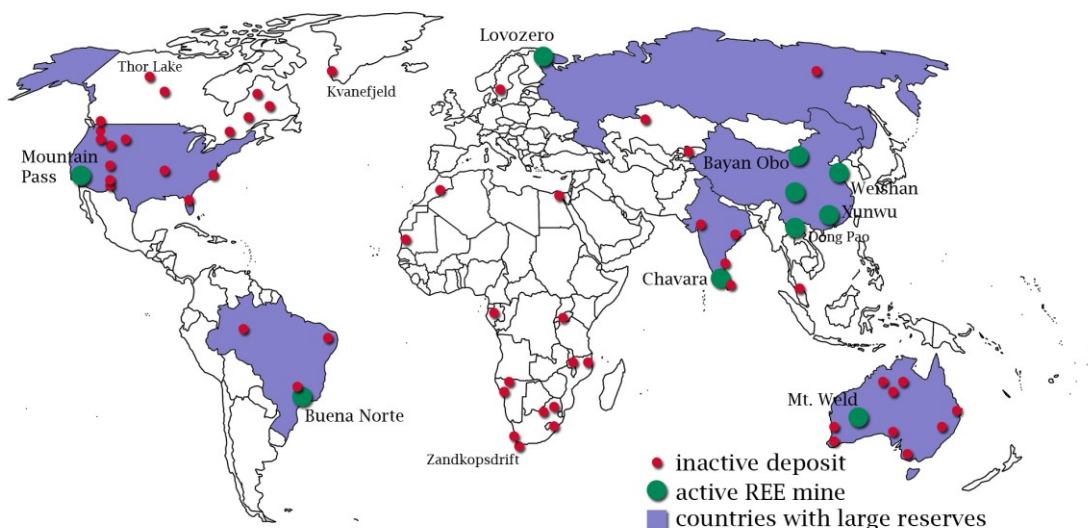 Lovozero
Thor Lake
Kvanefjeld
Mountain
Pass
Bayan Obo
Weishan
Xunwu
Dong Pao
Chavara
Buena Norte
Mt. Weld
Zandkopsdrift
inactive deposit
active REE mine
countries with large reserves